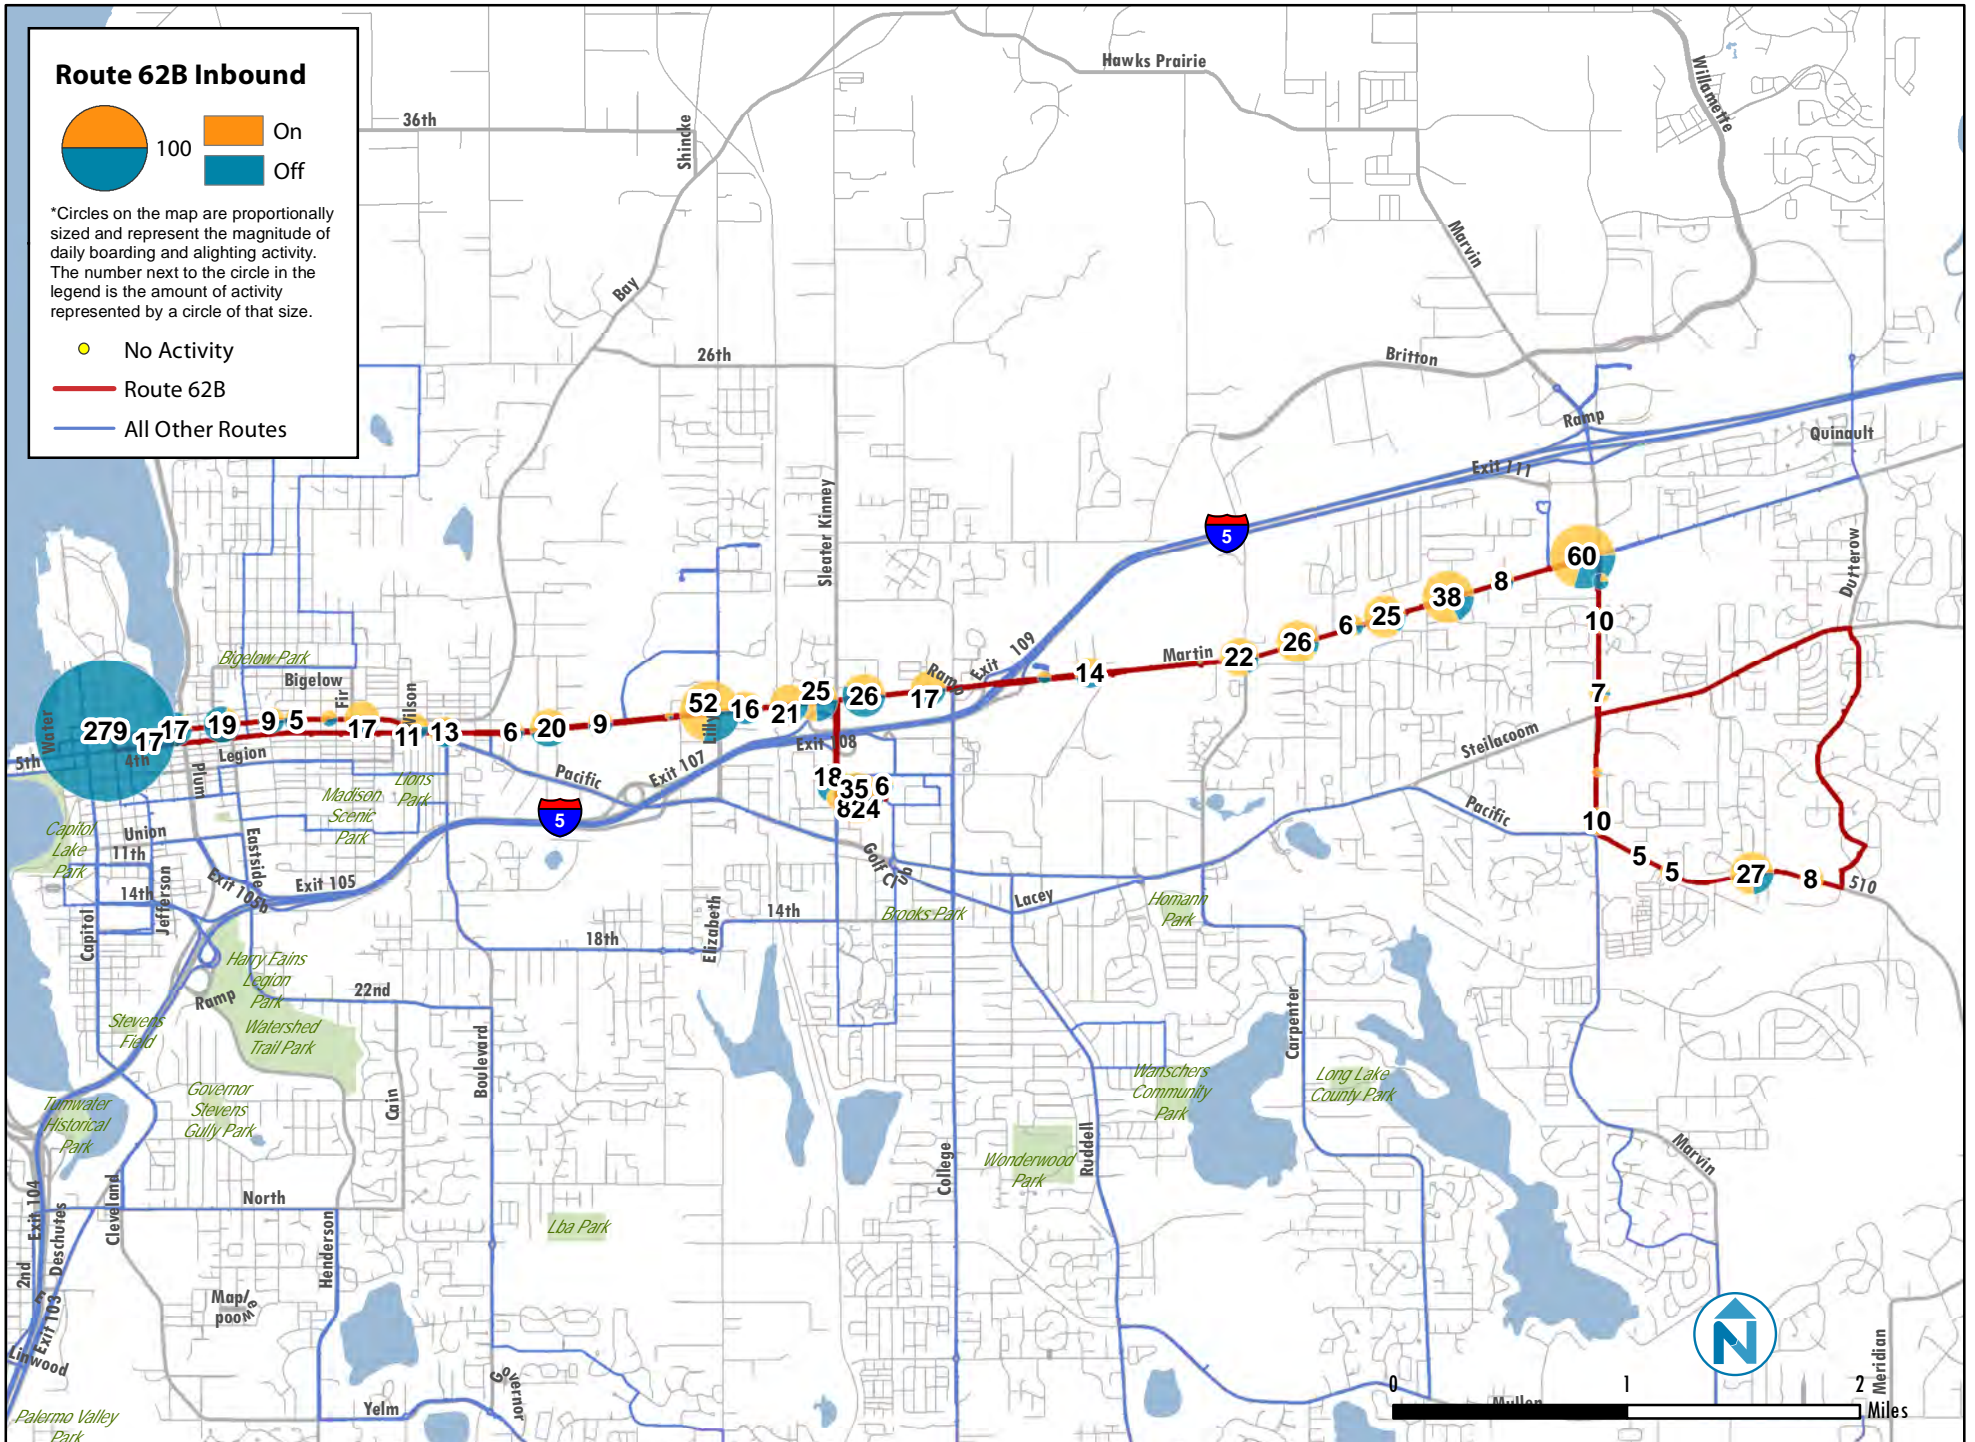 Route 62B Inbound
100
On
Off
*Circles on the map are proportionally
sized and represent the magnitude of
daily boarding and alighting activity.
The number next to the circle in the
legend is the amount of activity
represented by a circle of that size.
No Activity
Route 62B
All Other Routes
Hawks Prairie
36th
Shincke
Willamette
Marvin
Bay
26th
Britton
Ramp
Quinault
Exit 111
Sleater Kinney
5
Dutterow
60
8
38
25
6
26
22
Martin
14
Exit 109
Ramp
17
26
25
21
16
52
Lilly
9
20
6
13
11
Wilson
17
Fir
5
9
19
17
17
279
Water
Bigelow Park
Bigelow
10
7
Steilacoom
Pacific
10
5
5
27
8
510
5th
4th
Legion
Plum
Lions
Park
Madison
Scenic
Park
Pacific
Exit 107
Exit 108
18
35
6
824
5
Capitol
Lake
Park
Union
11th
14th
Eastside
Jefferson
Exit 105b
Exit 105
Capitol
Golf Club
Lacey
Homann
Park
Brooks Park
14th
Elizabeth
18th
Harry Fains
Legion
Park
22nd
Ramp
Watershed
Trail Park
Stevens
Field
Boulevard
Carpenter
Cain
Governor
Stevens
Gully Park
Tumwater
Historical
Park
Wanschers
Community
Park
Long Lake
County Park
Wonderwood
Park
Ruddell
College
Marvin
North
Cleveland
Henderson
Exit 104
Deschutes
2nd
Exit 103
Linwood
Lba Park
Maple
wood
Governor
Yelm
Palermo Valley
Park
N
Meridian
0
1
2
Miles
Mullen